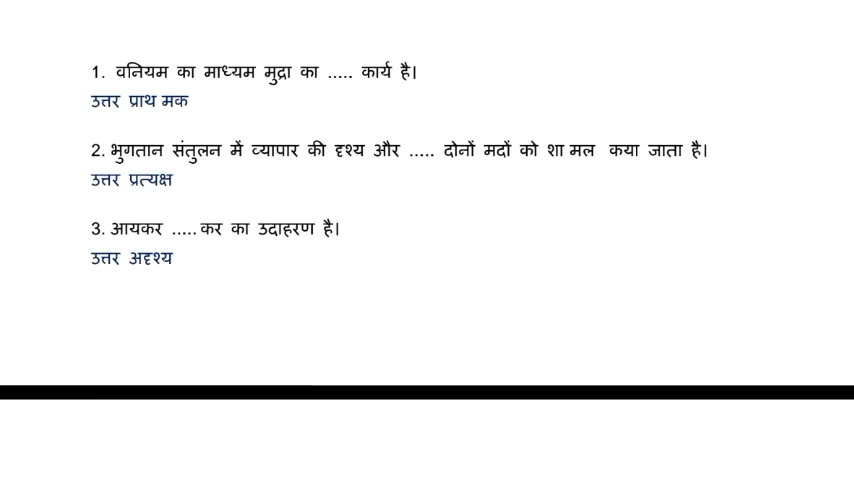 1. वनियम का माध्यम मुद्रा का ..... कार्य है।
उत्तर प्राथ मक
2. भुगतान संतुलन में व्यापार की दृश्य और ..... दोनों मदों को शा मल कया जाता है।
उत्तर प्रत्यक्ष
3. आयकर ..... कर का उदाहरण है।
उत्तर अदृश्य